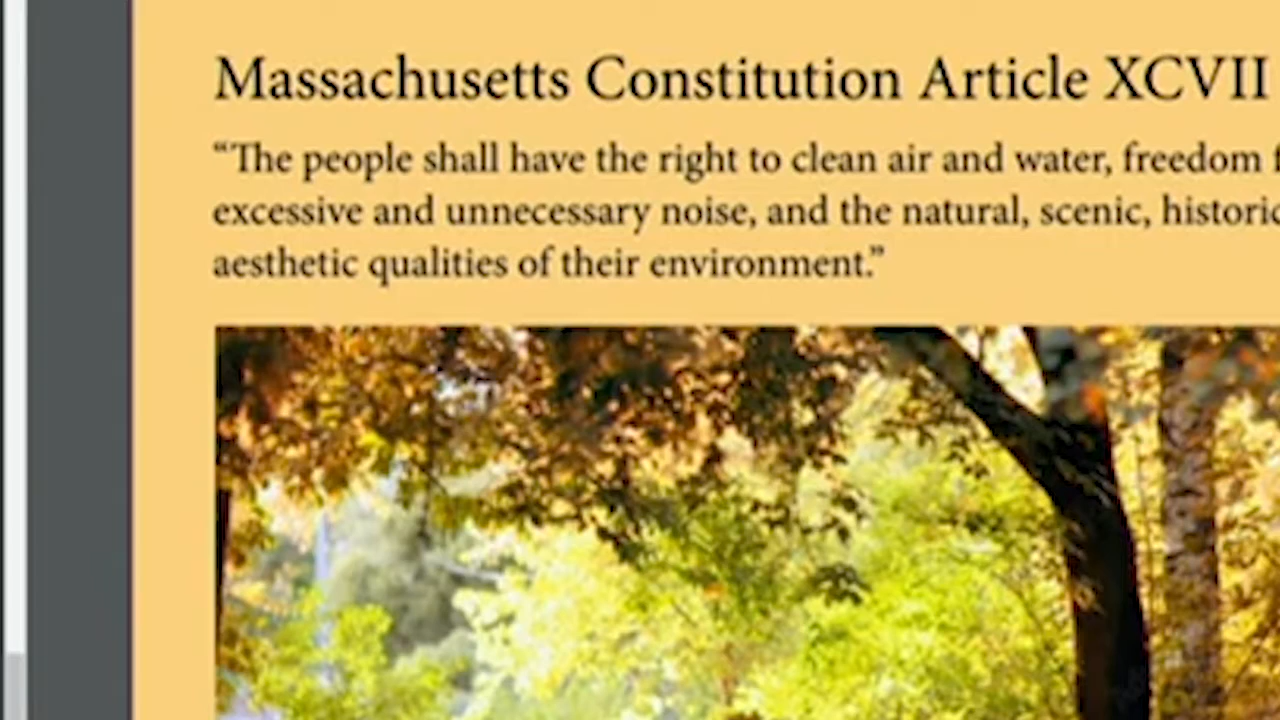 Massachusetts Constitution Article XCVII
“The people shall have the right to clean air and water, freedom
excessive and unnecessary noise, and the natural, scenic,
aesthetic qualities of their environment.”